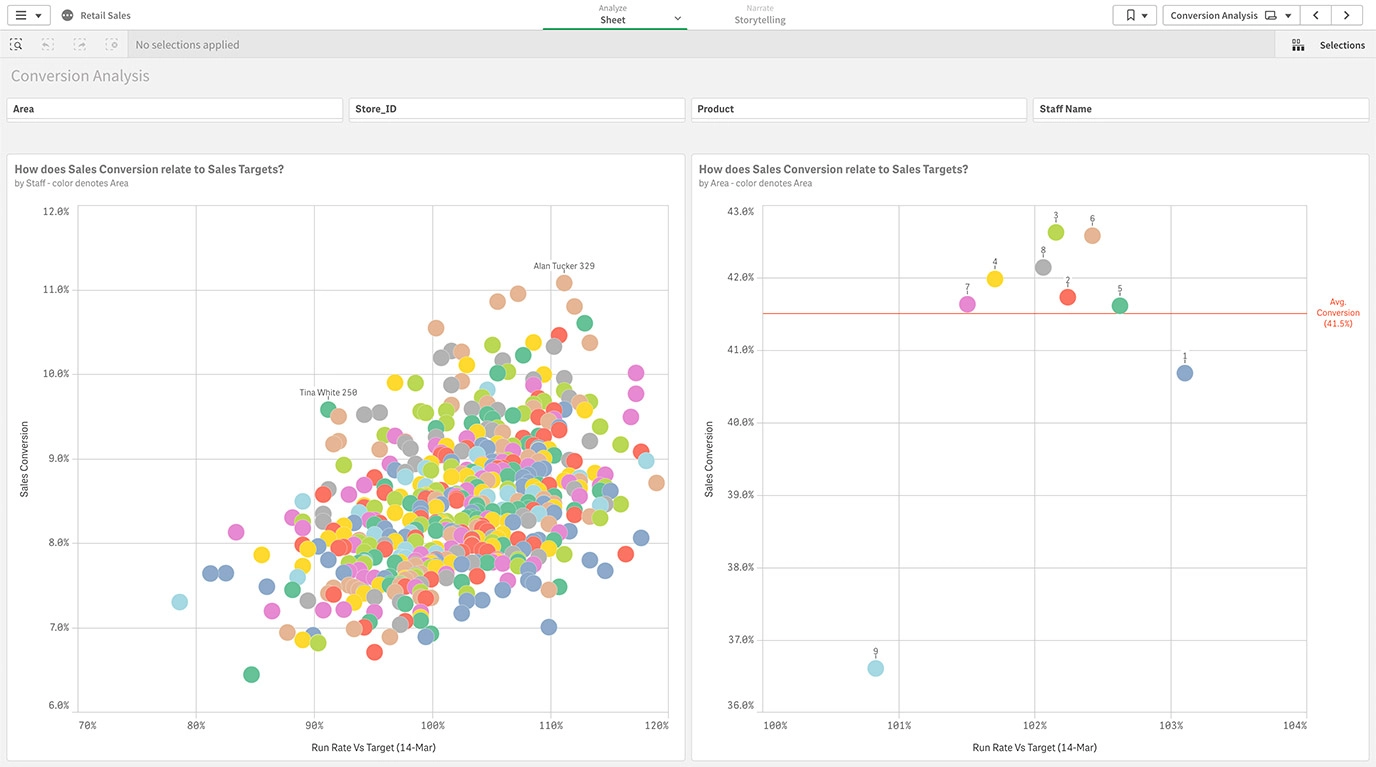 Retail Sales
Analyze
Sheet
Narrate
Storytelling
Conversion Analysis
No selections applied
Selections
Conversion Analysis
Area
Store_ID
Product
Staff Name
How does Sales Conversion relate to Sales Targets?
by Staff - color denotes Area
12.0%
11.0%
10.0%
9.0%
8.0%
7.0%
6.0%
Sales Conversion
Alan Tucker 329
Tina White 250
70%
80%
90%
100%
110%
120%
Run Rate Vs Target (14-Mar)
How does Sales Conversion relate to Sales Targets?
by Area - color denotes Area
43.0%
42.0%
41.0%
40.0%
39.0%
38.0%
37.0%
36.0%
Sales Conversion
3
6
8
4
2
7
5
1
9
Avg.
Conversion
(41.5%)
100%
101%
102%
103%
104%
Run Rate Vs Target (14-Mar)